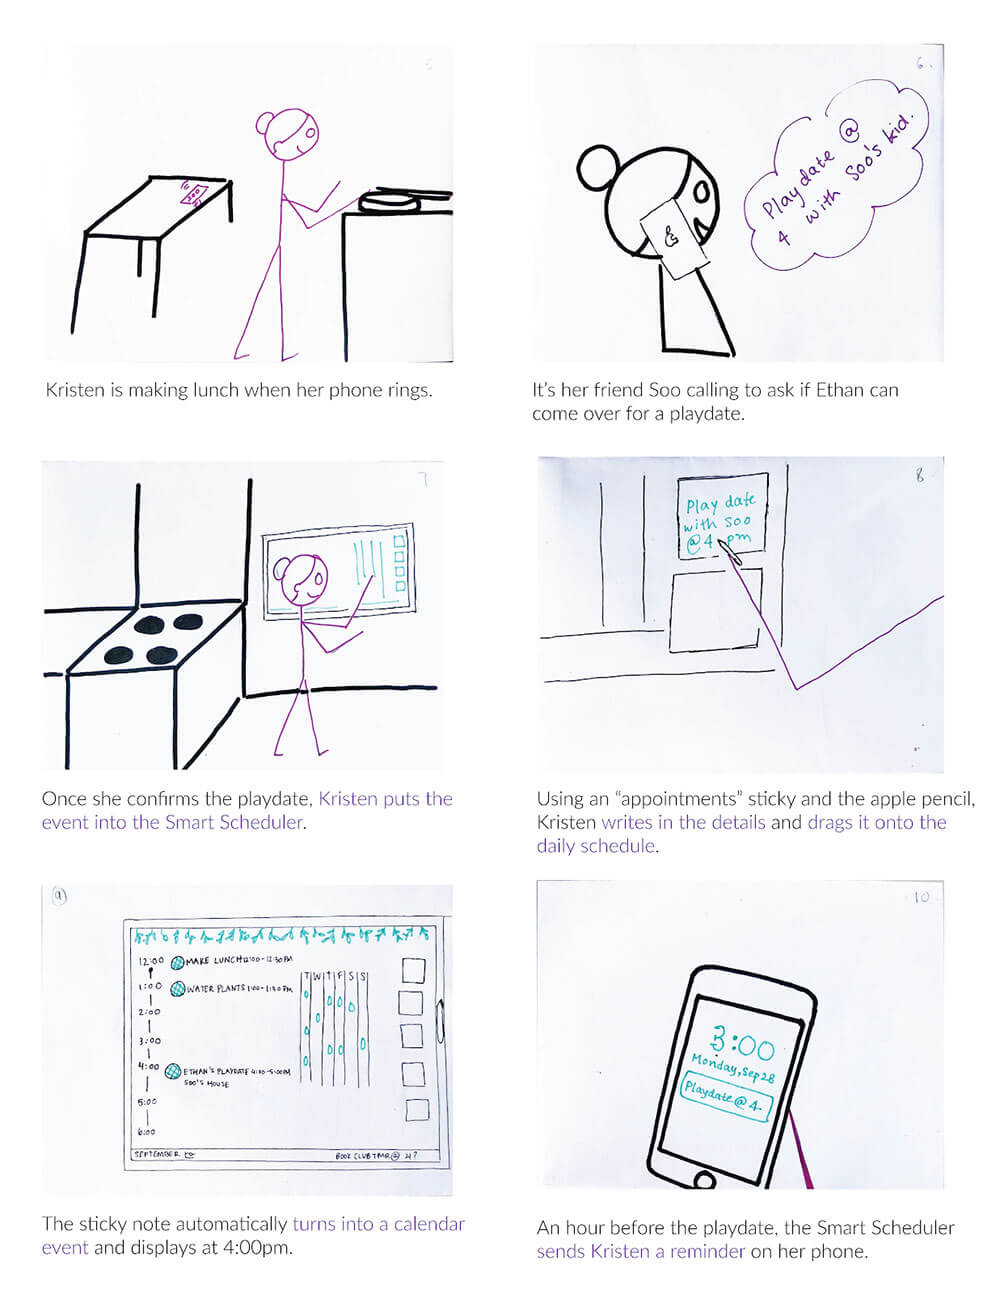 5
soo
Kristen is making lunch when her phone rings.
6.
Playdate @
4 with Soo's kid.
It's her friend Soo calling to ask if Ethan can
come over for a playdate.
7
Once she confirms the playdate, Kristen puts the
event into the Smart Scheduler.
8
Play date
with Soo
@4 pm
Using an “appointments” sticky and the apple pencil,
Kristen writes in the details and drags it onto the
daily schedule.
9
12:00
MAKE LUNCH 12:00-12:30PM
1:00
WATER PLANTS 1:00-1:30PM
T W T F S S
2:00
3:00
4:00
ETHAN'S PLAYDATE 4:00-5:00PM
SOO'S HOUSE
5:00
6:00
SEPTEMBER
BOOK CLUB TMR @ 4?
The sticky note automatically turns into a calendar
event and displays at 4:00pm.
10
3:00
Monday, Sep 28
Playdate @ 4.
An hour before the playdate, the Smart Scheduler
sends Kristen a reminder on her phone.